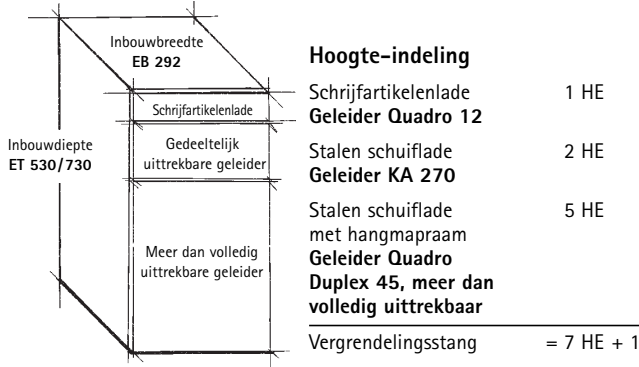 Inbouwbreedte
EB 292
Schrijfartikelenlade
Inbouwdiepte
ET 530/730
Gedeeltelijk
uittrekbare geleider
Meer dan volledig
uittrekbare geleider
Hoogte-indeling
Schrijfartikelenlade 1 HE
Geleider Quadro 12
Stalen schuiflade 2 HE
Geleider KA 270
Stalen schuiflade 5 HE
met hangmapraam
Geleider Quadro
Duplex 45, meer dan
volledig uittrekbaar
Vergrendelingsstang = 7 HE + 1